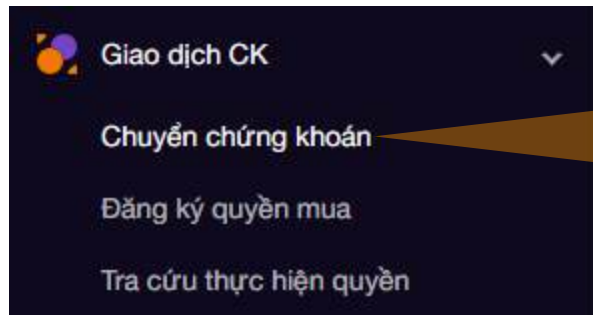 Giao dịch CK
Chuyển chứng khoán
Đăng ký quyền mua
Tra cứu thực hiện quyền